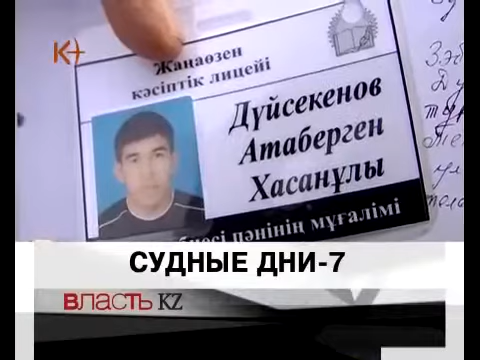 K+
Жаңаөзен
кәсіптік лицейі
Дүйсекенов
Атаберген
Хасанұлы
пәнінің мұғалімі
СУДНЫЕ ДНИ-7
власть KZ